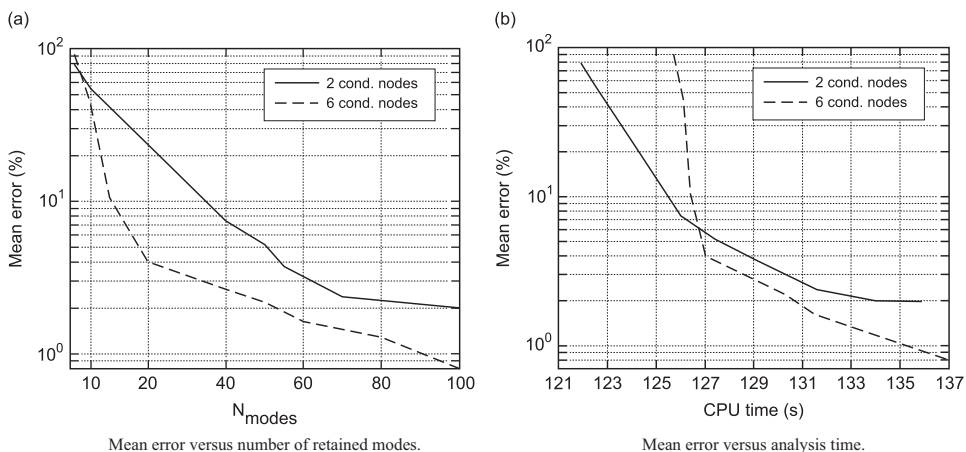 (a)
10²
10¹
10⁰
Mean error (%)
2 cond. nodes
6 cond. nodes
10 20 40 60 80 100
N_modes
Mean error versus number of retained modes.
(b)
10²
10¹
10⁰
Mean error (%)
2 cond. nodes
6 cond. nodes
121 123 125 127 129 131 133 135 137
CPU time (s)
Mean error versus analysis time.